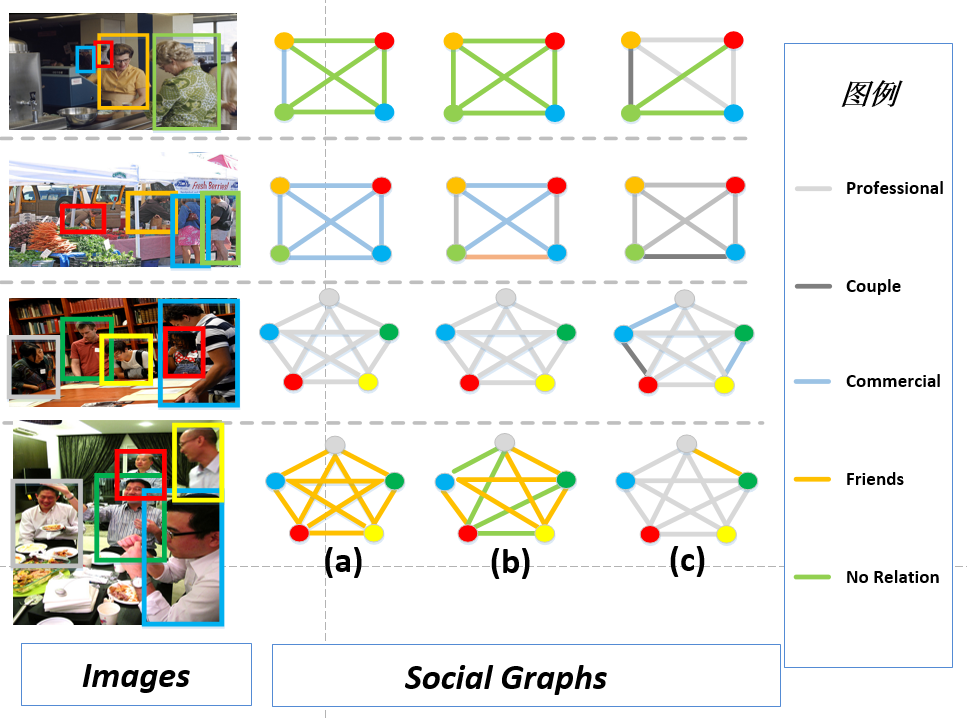 图例
Professional
Couple
Commercial
Friends
No Relation
Fresh Berries!
(a)
(b)
(c)
Images
Social Graphs